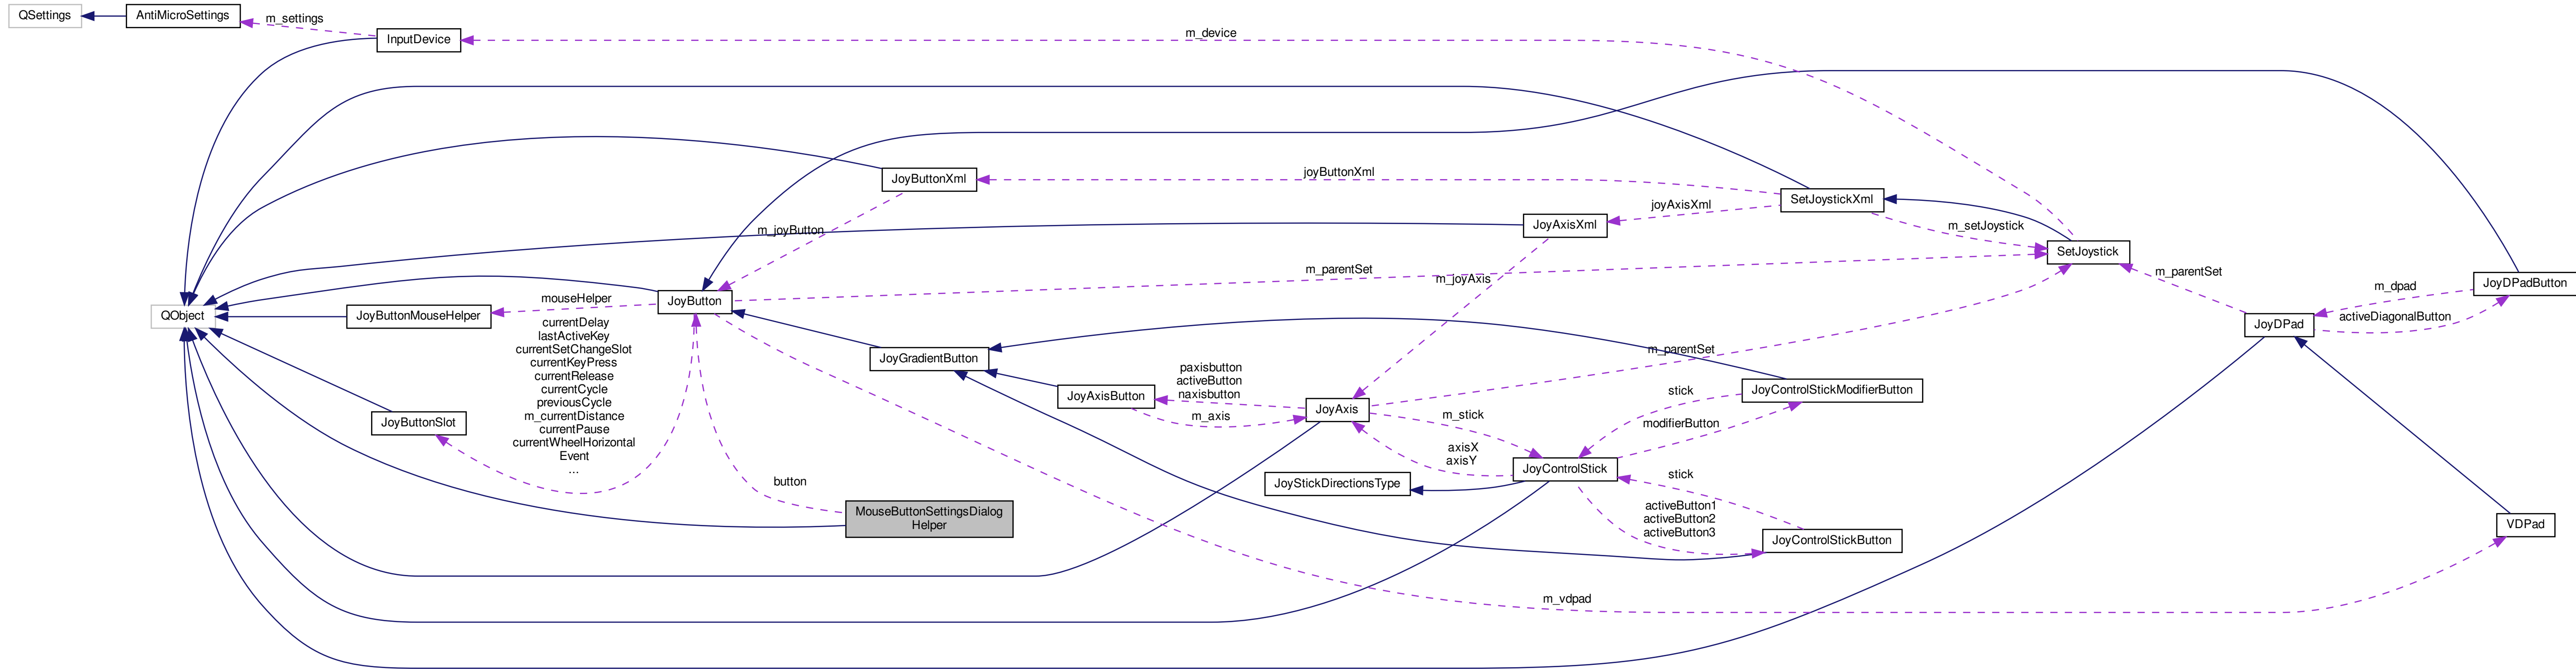 QSettings
AntiMicroSettings
m_settings
InputDevice
m_device
JoyButtonXml
joyButtonXml
SetJoystickXml
joyAxisXml
JoyAxisXml
m_setJoystick
m_joyButton
SetJoystick
m_parentSet
m_parentSet
m_joyAxis
JoyDPadButton
m_dpad
activeDiagonalButton
JoyDPad
QObject
JoyButtonMouseHelper
mouseHelper
JoyButton
currentDelay
lastActiveKey
currentSetChangeSlot
currentKeyPress
currentRelease
currentCycle
previousCycle
m_currentDistance
currentPause
currentWheelHorizontal
Event
...
JoyButtonSlot
JoyGradientButton
m_parentSet
JoyAxisButton
paxisbutton
activeButton
naxisbutton
m_axis
JoyAxis
m_stick
axisX
axisY
stick
modifierButton
JoyControlStickModifierButton
JoyControlStick
JoyStickDirectionsType
stick
activeButton1
activeButton2
activeButton3
JoyControlStickButton
button
MouseButtonSettingsDialog
Helper
VDPad
m_vdpad